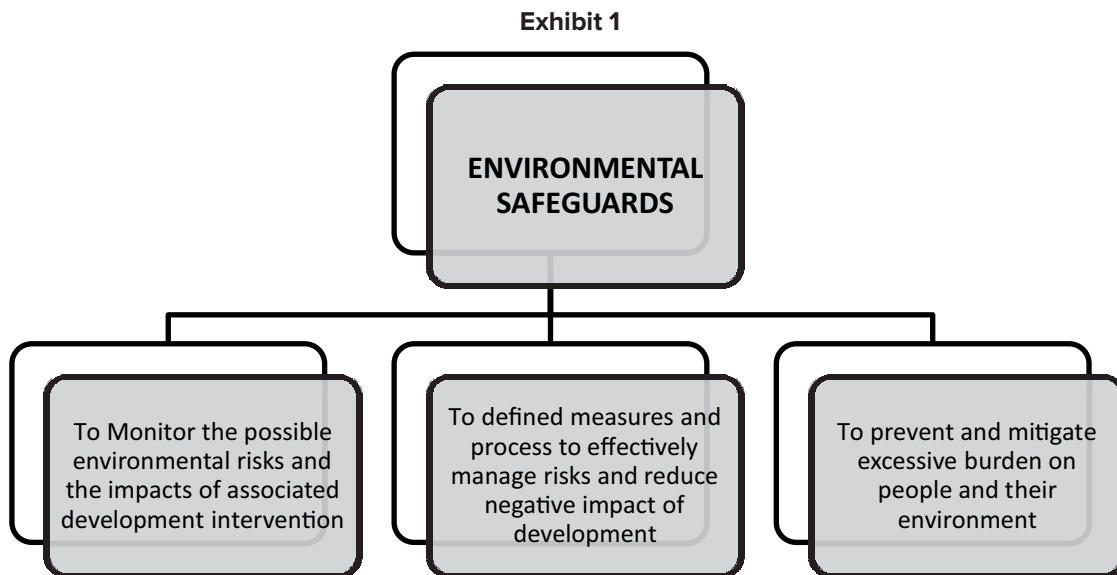 Exhibit 1
ENVIRONMENTAL
SAFEGUARDS
To Monitor the possible
environmental risks and
the impacts of associated
development intervention
To defined measures and
process to effectively
manage risks and reduce
negative impact of
development
To prevent and mitigate
excessive burden on
people and their
environment